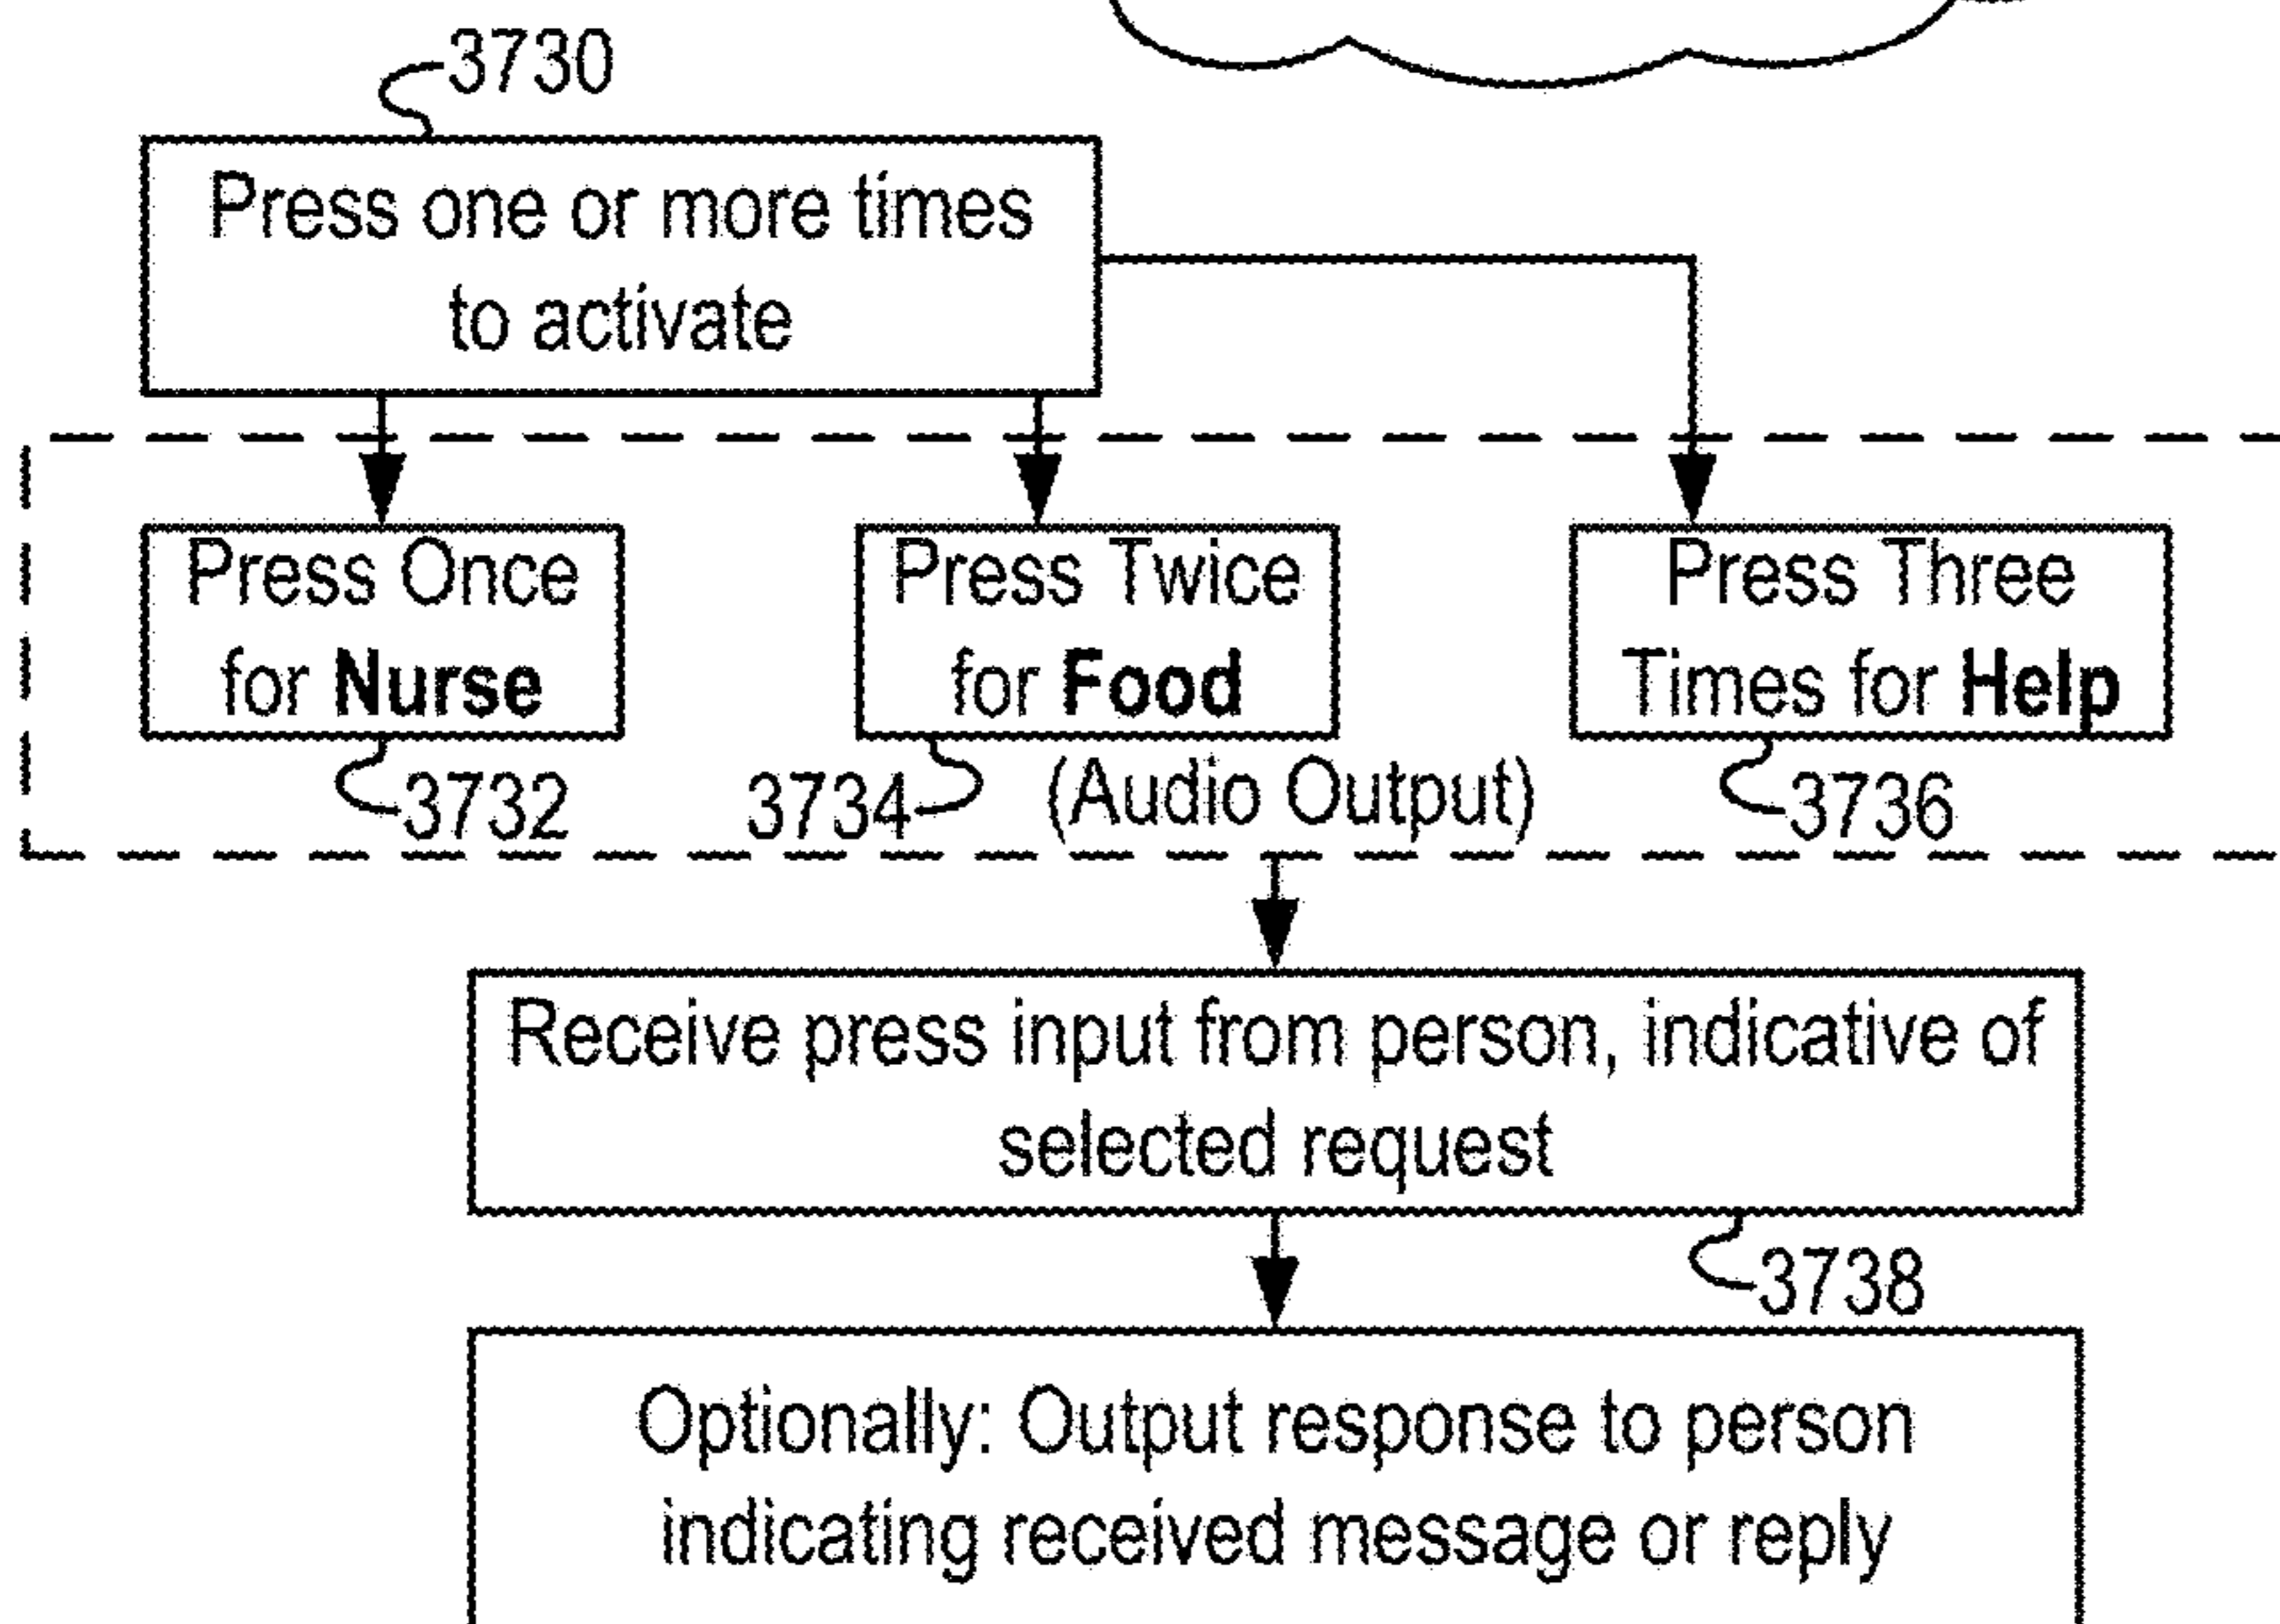 3730
Press one or more times
to activate
Press Once
for Nurse
3732
Press Twice
for Food
3734
(Audio Output)
Press Three
Times for Help
3736
Receive press input from person, indicative of
selected request
3738
Optionally: Output response to person
indicating received message or reply